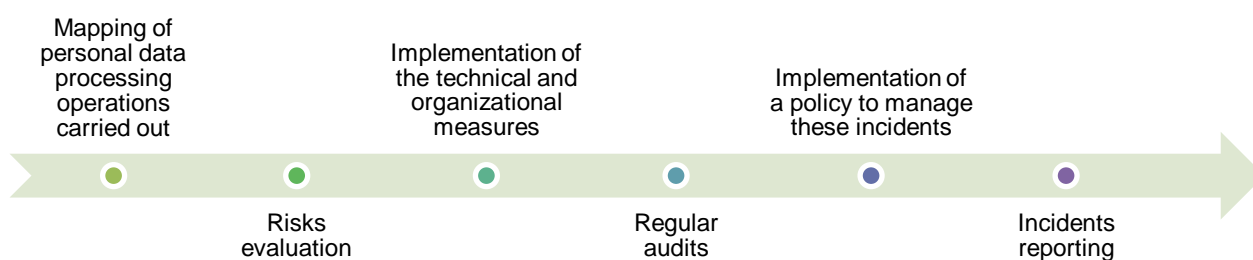 Mapping of
personal data
processing
operations
carried out
Risks
evaluation
Implementation of
the technical and
organizational
measures
Regular
audits
Implementation of
a policy to manage
these incidents
Incidents
reporting